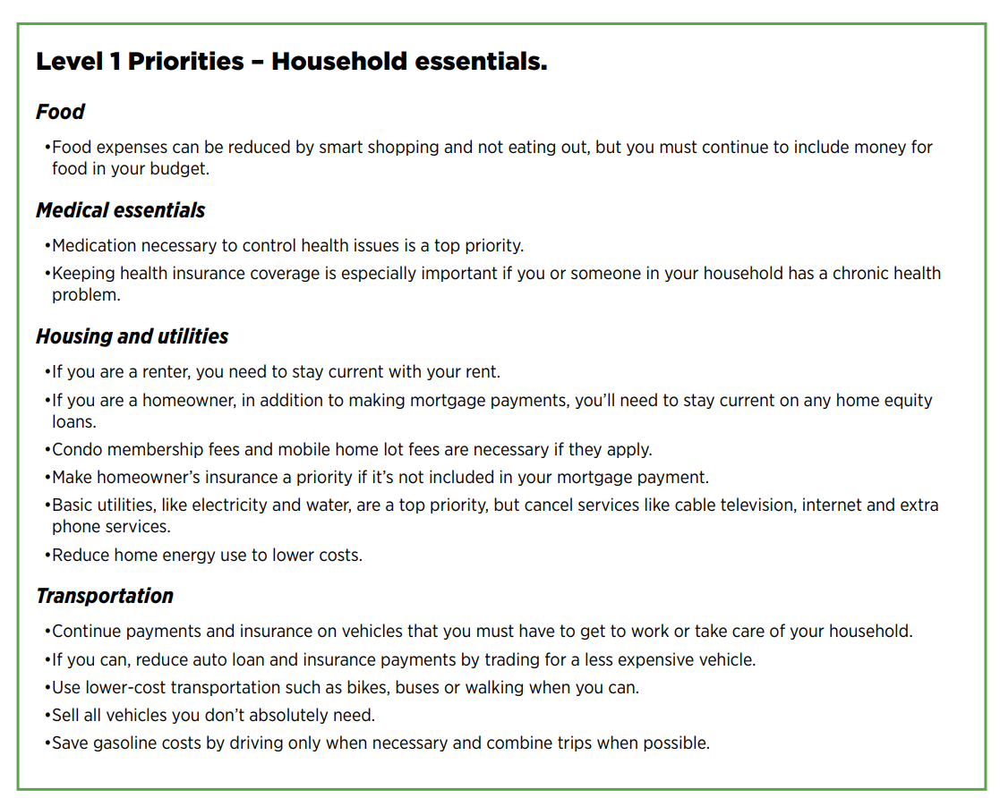 Level 1 Priorities – Household essentials.
Food
•Food expenses can be reduced by smart shopping and not eating out, but you must continue to include money for
food in your budget.
Medical essentials
•Medication necessary to control health issues is a top priority.
•Keeping health insurance coverage is especially important if you or someone in your household has a chronic health
problem.
Housing and utilities
•If you are a renter, you need to stay current with your rent.
•If you are a homeowner, in addition to making mortgage payments, you’ll need to stay current on any home equity
loans.
•Condo membership fees and mobile home lot fees are necessary if they apply.
•Make homeowner’s insurance a priority if it’s not included in your mortgage payment.
•Basic utilities, like electricity and water, are a top priority, but cancel services like cable television, internet and extra
phone services.
•Reduce home energy use to lower costs.
Transportation
•Continue payments and insurance on vehicles that you must have to get to work or take care of your household.
•If you can, reduce auto loan and insurance payments by trading for a less expensive vehicle.
•Use lower-cost transportation such as bikes, buses or walking when you can.
•Sell all vehicles you don’t absolutely need.
•Save gasoline costs by driving only when necessary and combine trips when possible.